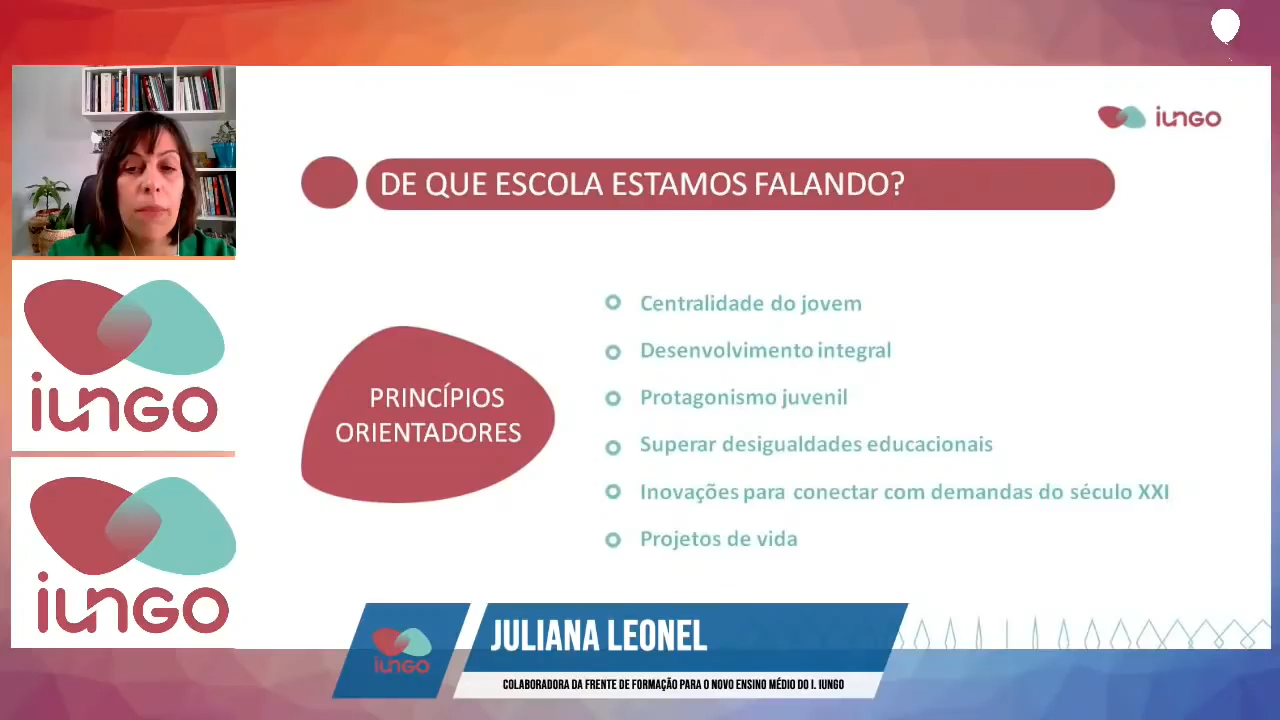 iUNGO
DE QUE ESCOLA ESTAMOS FALANDO?
PRINCÍPIOS
ORIENTADORES
Centralidade do jovem
Desenvolvimento integral
Protagonismo juvenil
Superar desigualdades educacionais
Inovações para conectar com demandas do século XXI
Projetos de vida
iUNGO
iUNGO
iUNGO
JULIANA LEONEL
COLABORADORA DA FRENTE DE FORMAÇÃO PARA O NOVO ENSINO MÉDIO DO I. IUNGO